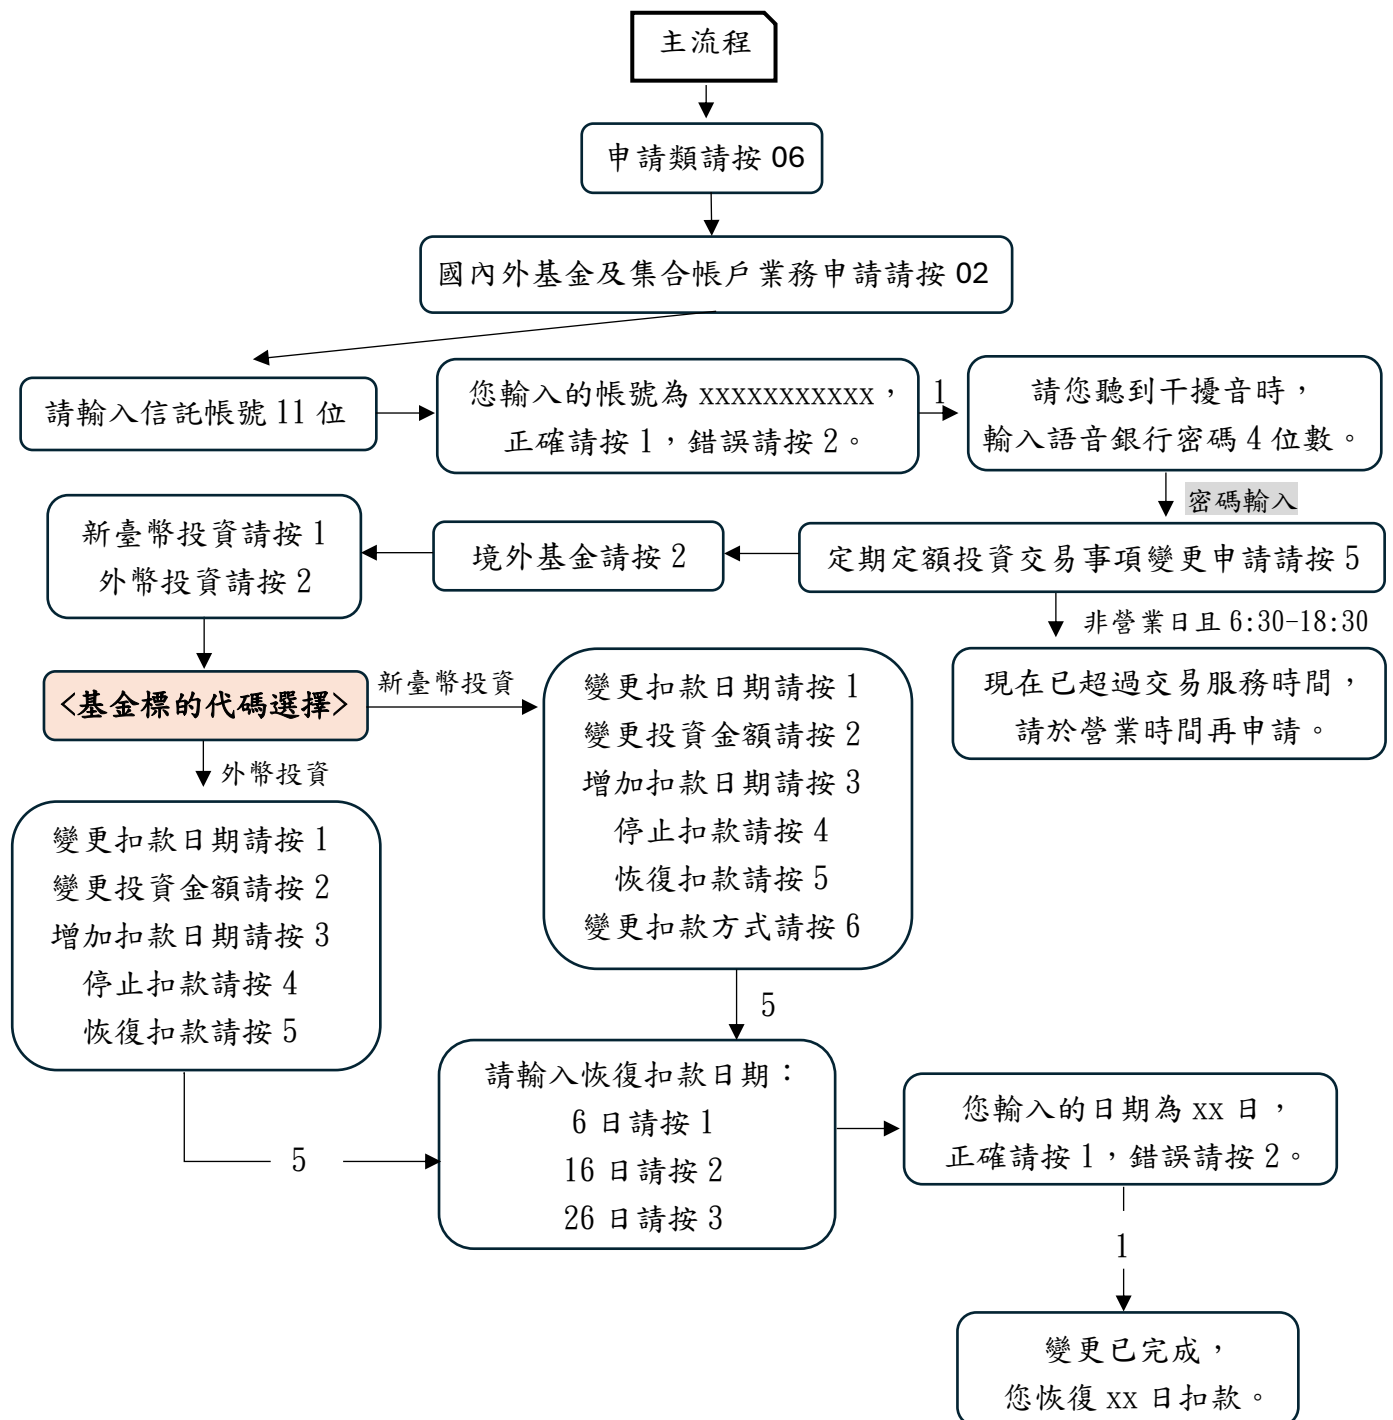 主流程
申請類請按 06
國內外基金及集合帳戶業務申請請按 02
請輸入信託帳號 11 位
您輸入的帳號為 xxxxxxxxxxx，
正確請按 1，錯誤請按 2。
1
請您聽到干擾音時，
輸入語音銀行密碼 4 位數。
密碼輸入
定期定額投資交易事項變更申請請按 5
境外基金請按 2
新臺幣投資請按 1
外幣投資請按 2
非營業日且 6:30-18:30
現在已超過交易服務時間，
請於營業時間再申請。
<基金標的代碼選擇>
新臺幣投資
變更扣款日期請按 1
變更投資金額請按 2
增加扣款日期請按 3
停止扣款請按 4
恢復扣款請按 5
變更扣款方式請按 6
外幣投資
變更扣款日期請按 1
變更投資金額請按 2
增加扣款日期請按 3
停止扣款請按 4
恢復扣款請按 5
5
5
請輸入恢復扣款日期：
6 日請按 1
16 日請按 2
26 日請按 3
您輸入的日期為 xx 日，
正確請按 1，錯誤請按 2。
1
變更已完成，
您恢復 xx 日扣款。